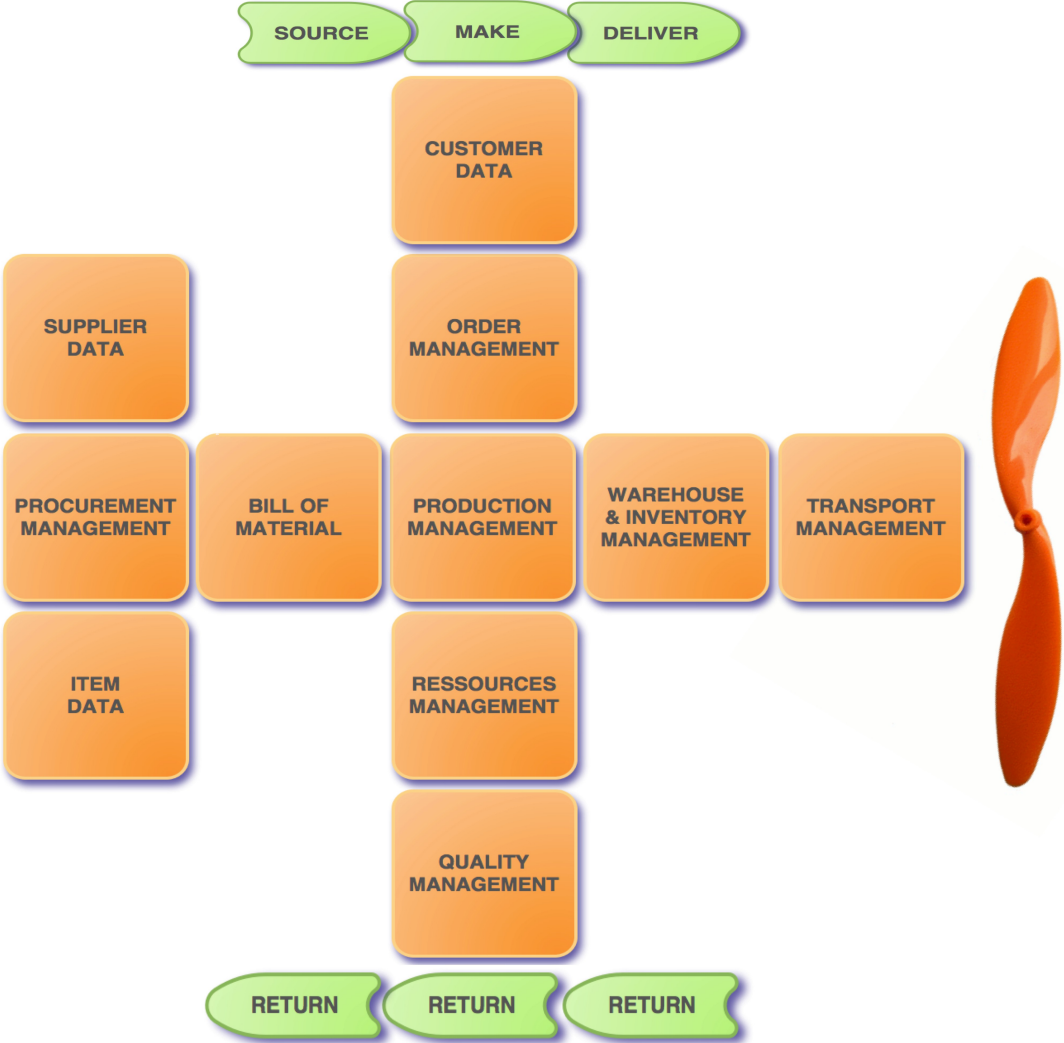 SOURCE
MAKE
DELIVER
CUSTOMER
DATA
SUPPLIER
DATA
ORDER
MANAGEMENT
PROCUREMENT
MANAGEMENT
BILL OF
MATERIAL
PRODUCTION
MANAGEMENT
WAREHOUSE
& INVENTORY
MANAGEMENT
TRANSPORT
MANAGEMENT
ITEM
DATA
RESSOURCES
MANAGEMENT
QUALITY
MANAGEMENT
RETURN
RETURN
RETURN